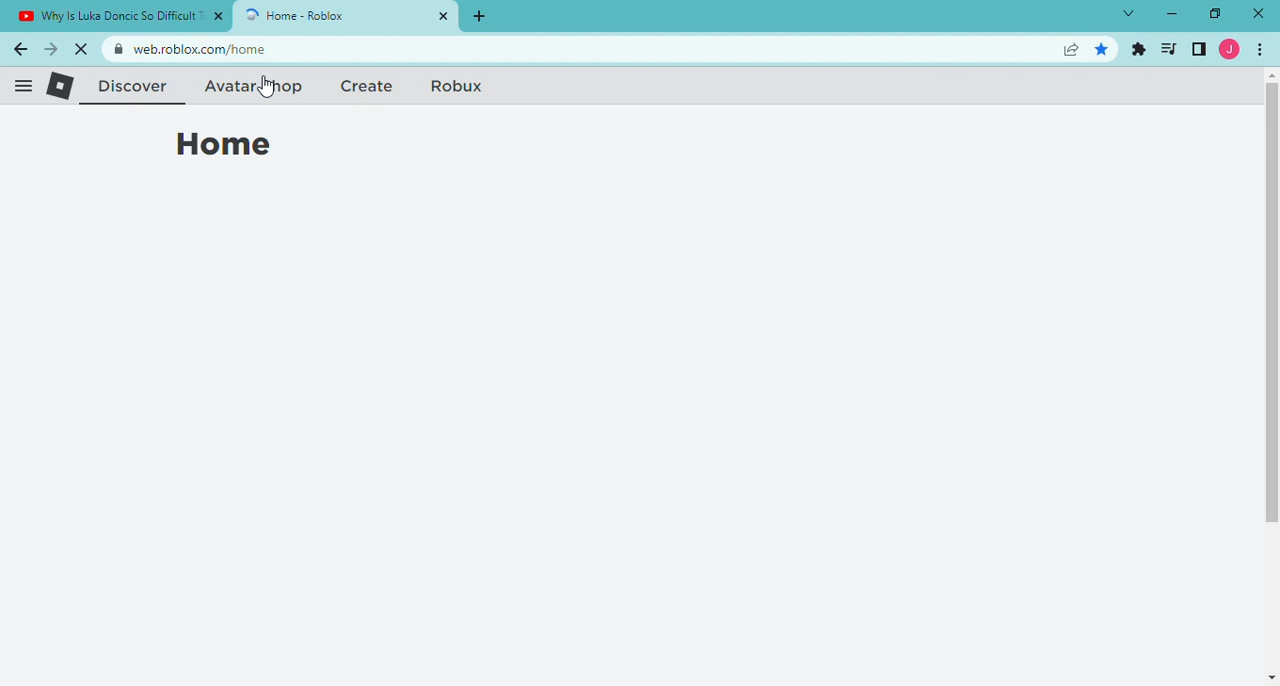 Why Is Luka Doncic So Difficult
Home - Roblox
web.roblox.com/home
J
Discover
Avatar Shop
Create
Robux
Home